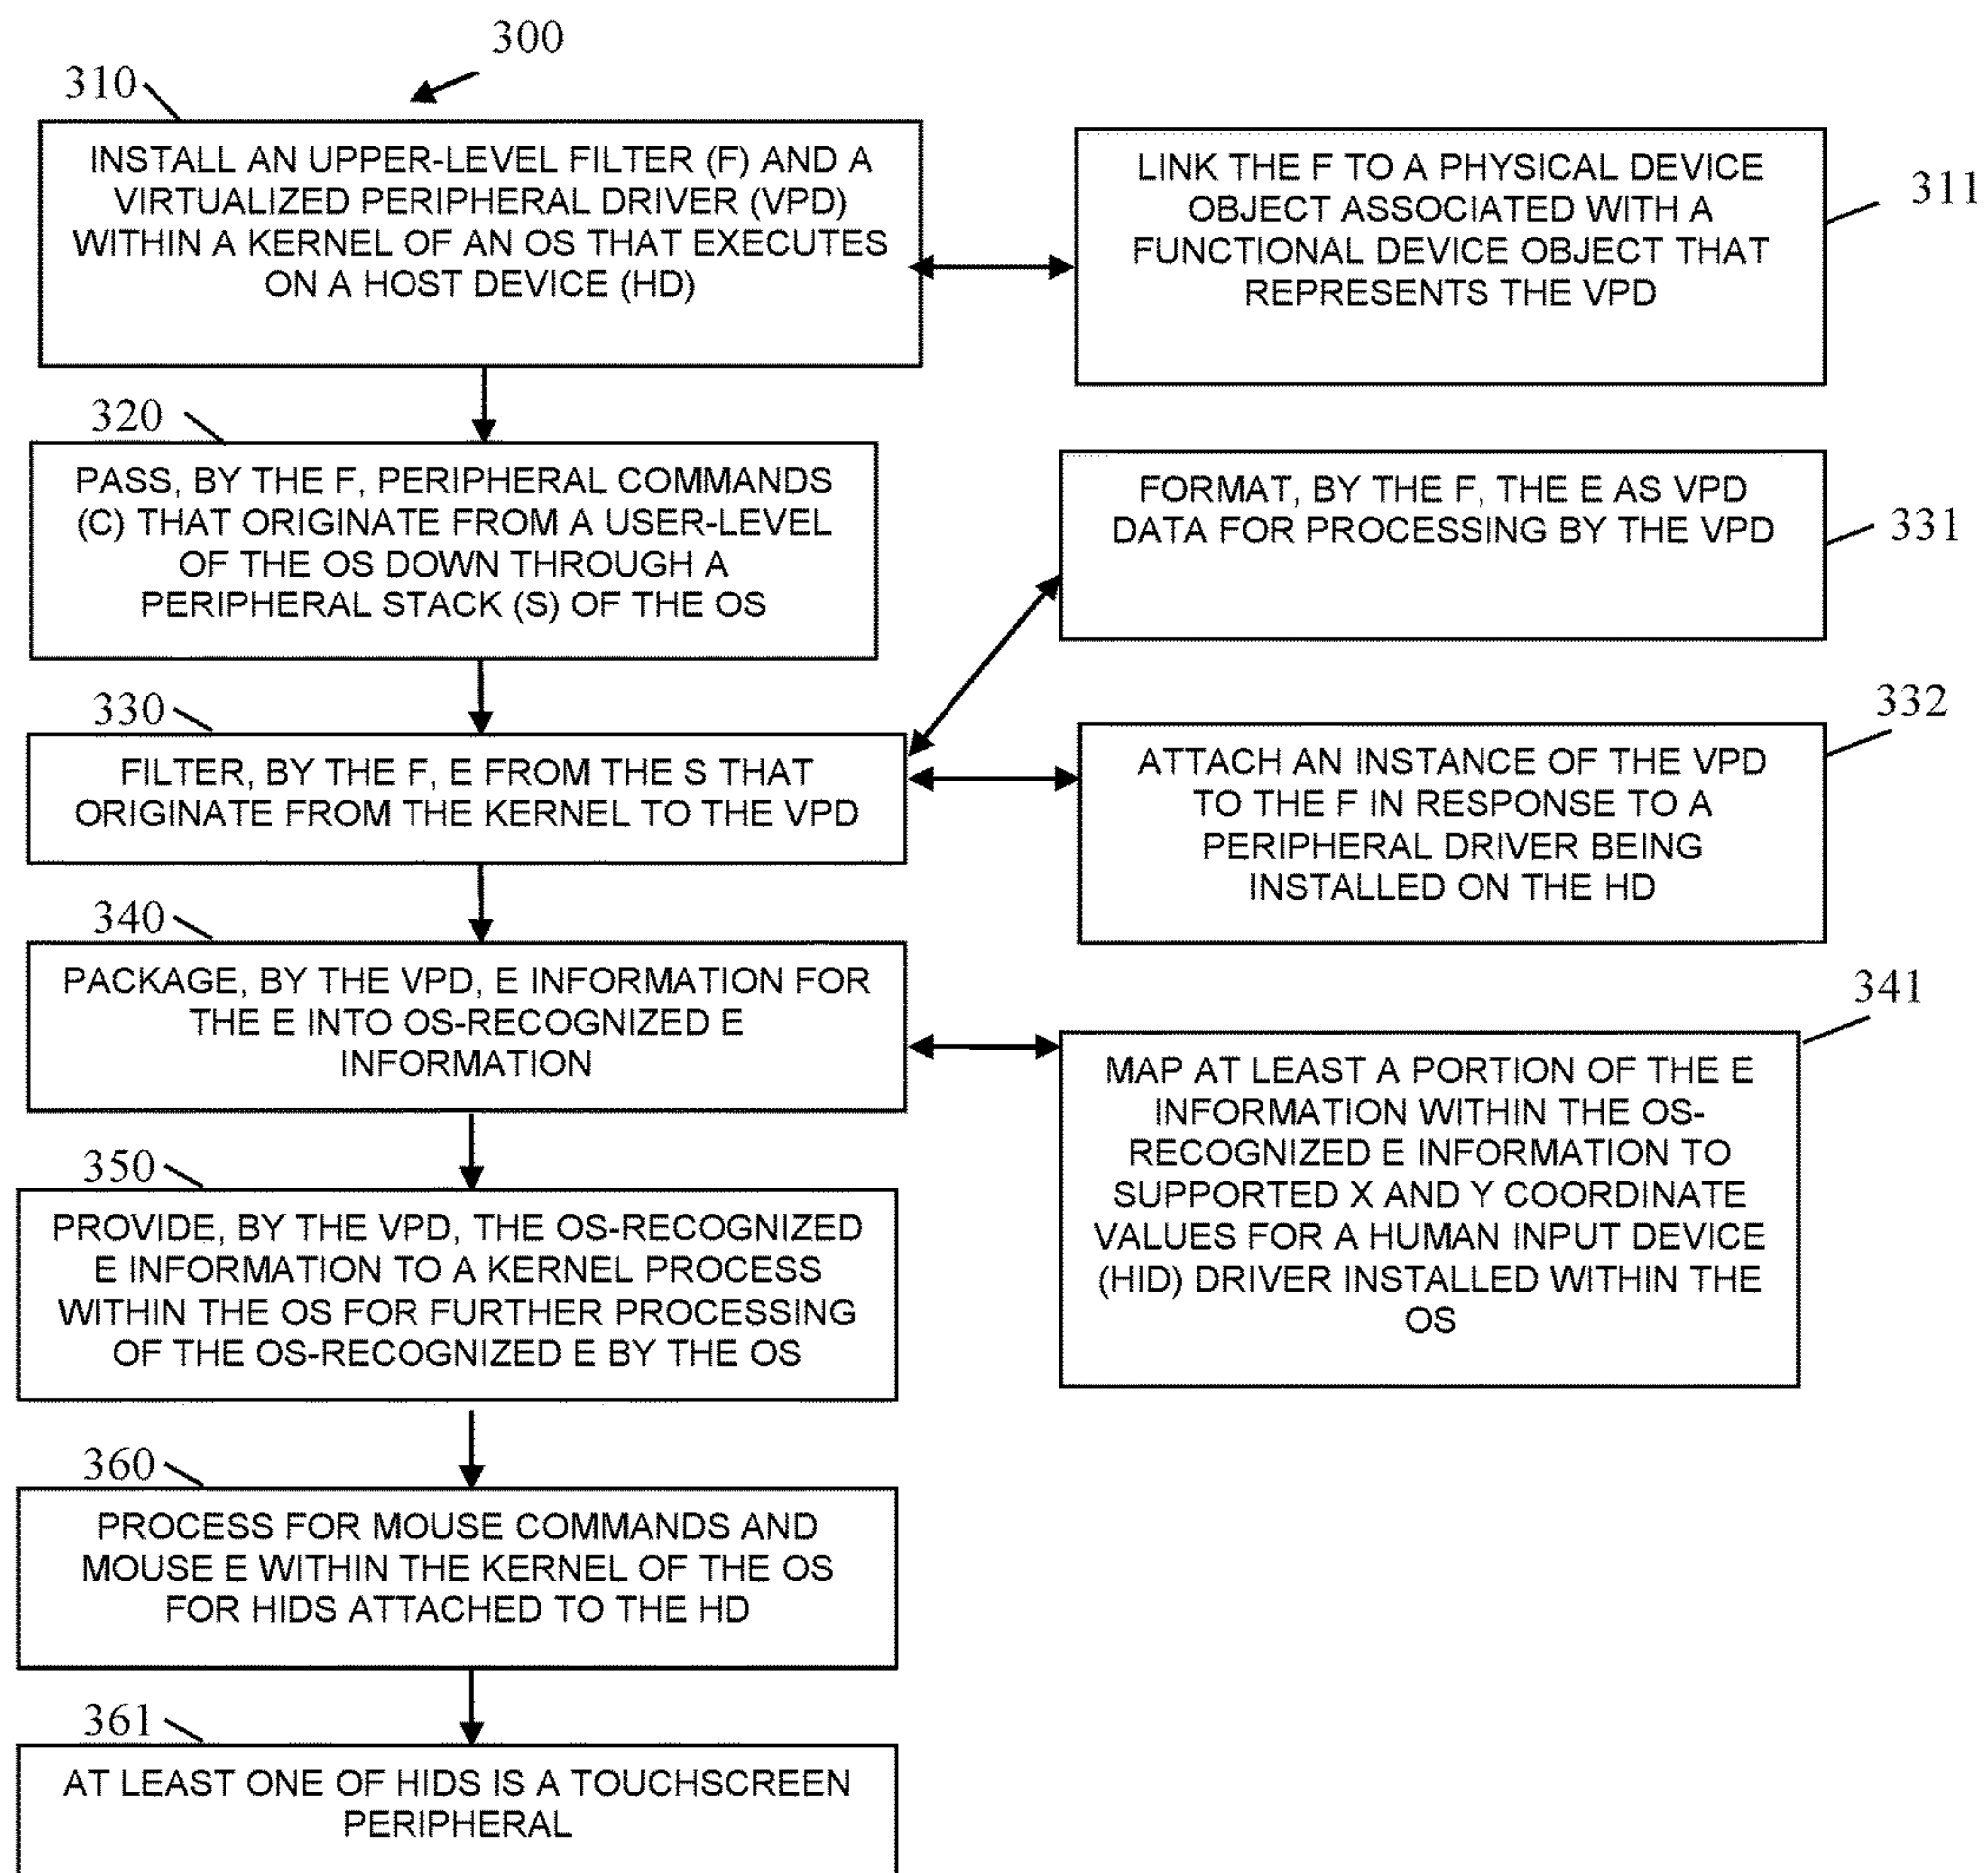 300
310
INSTALL AN UPPER-LEVEL FILTER (F) AND A
VIRTUALIZED PERIPHERAL DRIVER (VPD)
WITHIN A KERNEL OF AN OS THAT EXECUTES
ON A HOST DEVICE (HD)
LINK THE F TO A PHYSICAL DEVICE
OBJECT ASSOCIATED WITH A
FUNCTIONAL DEVICE OBJECT THAT
REPRESENTS THE VPD
311
320
PASS, BY THE F, PERIPHERAL COMMANDS
(C) THAT ORIGINATE FROM A USER-LEVEL
OF THE OS DOWN THROUGH A
PERIPHERAL STACK (S) OF THE OS
FORMAT, BY THE F, THE E AS VPD
DATA FOR PROCESSING BY THE VPD
331
330
FILTER, BY THE F, E FROM THE S THAT
ORIGINATE FROM THE KERNEL TO THE VPD
332
ATTACH AN INSTANCE OF THE VPD
TO THE F IN RESPONSE TO A
PERIPHERAL DRIVER BEING
INSTALLED ON THE HD
340
PACKAGE, BY THE VPD, E INFORMATION FOR
THE E INTO OS-RECOGNIZED E
INFORMATION
341
MAP AT LEAST A PORTION OF THE E
INFORMATION WITHIN THE OS-
RECOGNIZED E INFORMATION TO
SUPPORTED X AND Y COORDINATE
VALUES FOR A HUMAN INPUT DEVICE
(HID) DRIVER INSTALLED WITHIN THE
OS
350
PROVIDE, BY THE VPD, THE OS-RECOGNIZED
E INFORMATION TO A KERNEL PROCESS
WITHIN THE OS FOR FURTHER PROCESSING
OF THE OS-RECOGNIZED E BY THE OS
360
PROCESS FOR MOUSE COMMANDS AND
MOUSE E WITHIN THE KERNEL OF THE OS
FOR HIDS ATTACHED TO THE HD
361
AT LEAST ONE OF HIDS IS A TOUCHSCREEN
PERIPHERAL